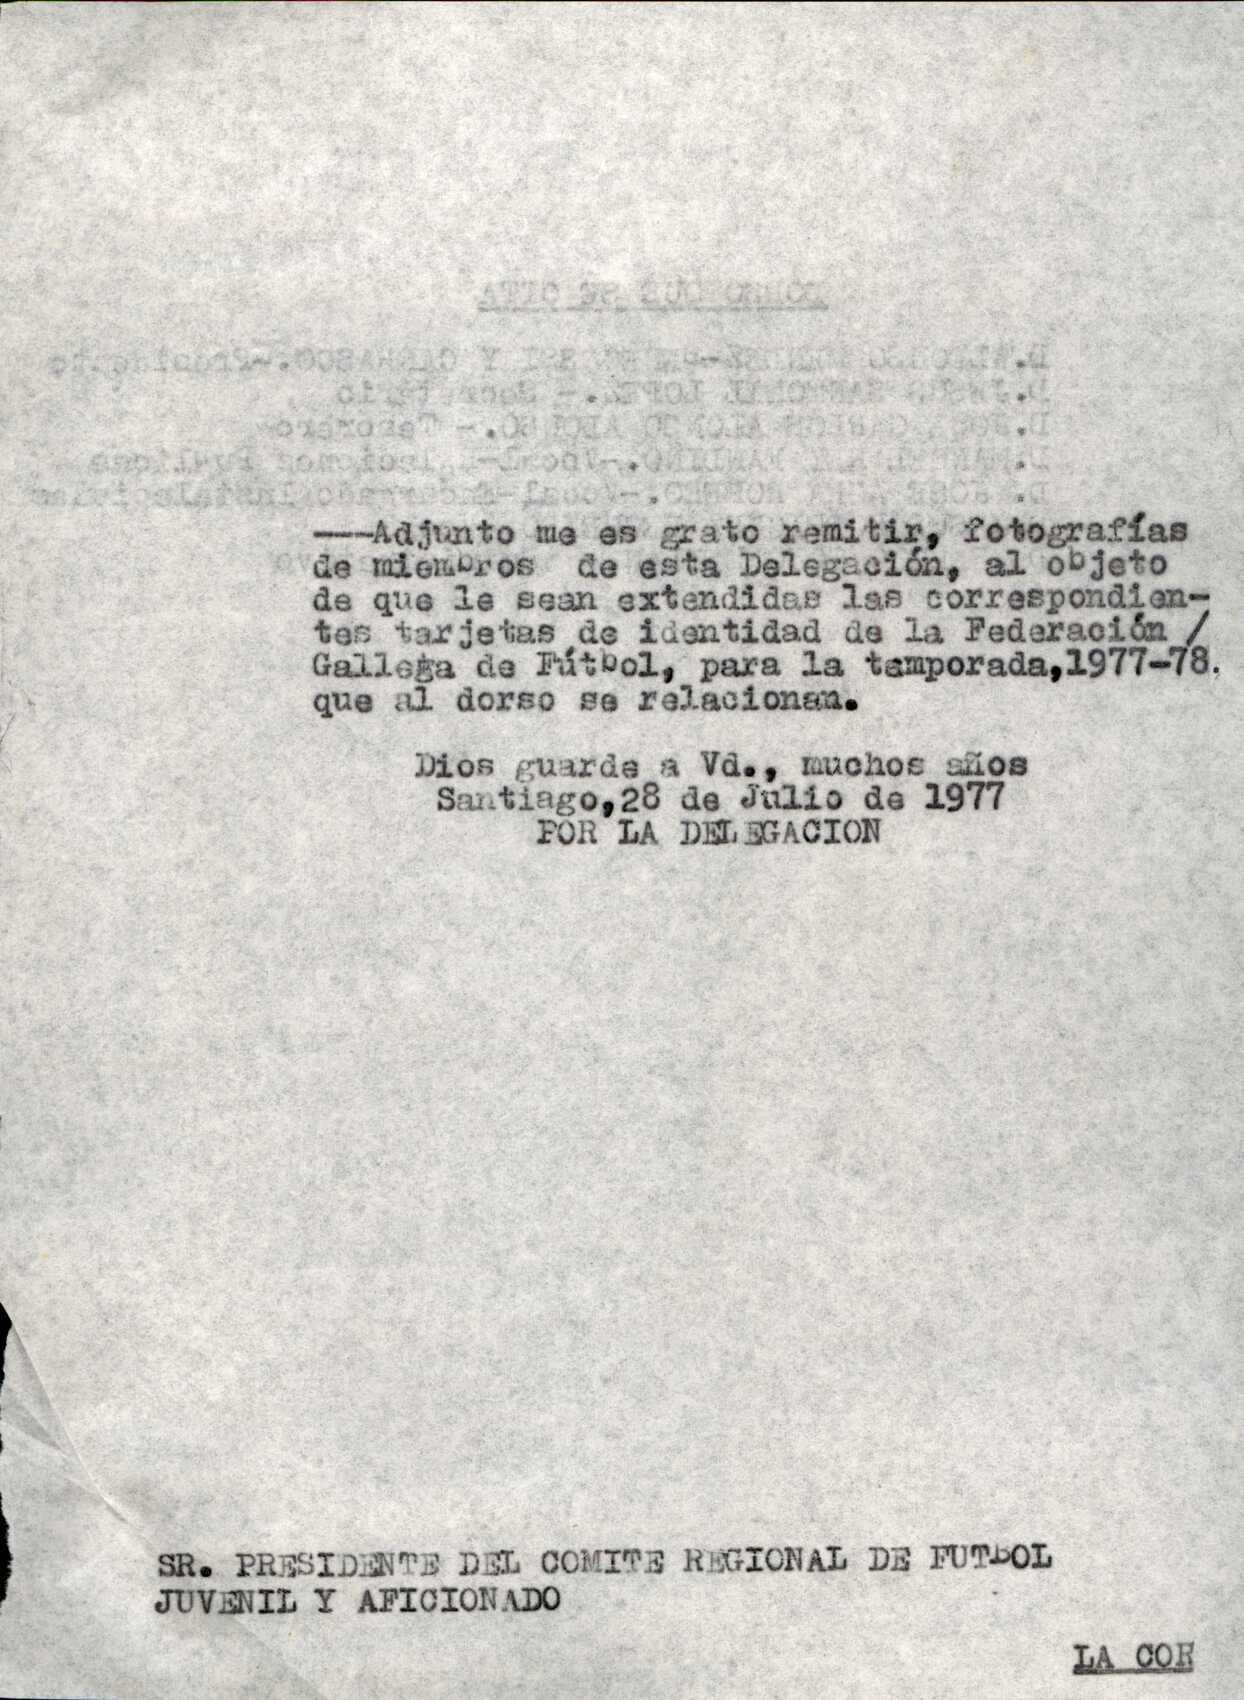 ---Adjunto me es grato remitir, fotografías
de miembros de esta Delegación, al objeto
de que le sean extendidas las correspondien-
tes tarjetas de identidad de la Federación /
Gallega de Fútbol, para la temporada,1977-78.
que al dorso se relacionan.
Dios guarde a Vd., muchos años
Santiago,28 de Julio de 1977
POR LA DELEGACION
SR. PRESIDENTE DEL COMITE REGIONAL DE FUTBOL
JUVENIL Y AFICIONADO
LA COR